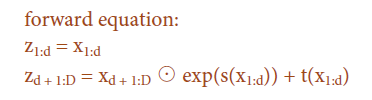 forward equation:
z1:d = x1:d
zd + 1:D = xd + 1:D ⊙ exp(s(x1:d)) + t(x1:d)